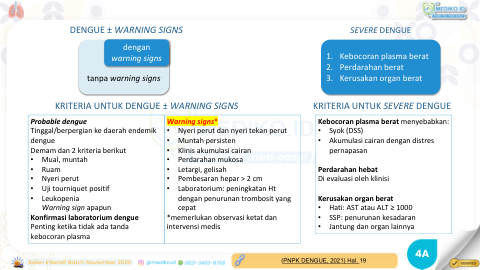 DENGUE ± WARNING SIGNS
dengan
warning signs
tanpa warning signs
SEVERE DENGUE
1. Kebocoran plasma berat
2. Perdarahan berat
3. Kerusakan organ berat
KRITERIA UNTUK DENGUE ± WARNING SIGNS
Probable dengue
Tinggal/berpergian ke daerah endemik
dengue
Demam dan 2 kriteria berikut
• Mual, muntah
• Ruam
• Nyeri perut
• Uji tourniquet positif
• Leukopenia
Warning sign apapun
Konfirmasi laboratorium dengue
Penting ketika tidak ada tanda
kebocoran plasma
Warning signs*
• Nyeri perut dan nyeri tekan perut
• Muntah persisten
• Klinis akumulasi cairan
• Perdarahan mukosa
• Letargi, gelisah
• Pembesaran hepar > 2 cm
• Laboratorium: peningkatan Ht
dengan penurunan trombosit yang
cepat
*memerlukan observasi ketat dan
intervensi medis
KRITERIA UNTUK SEVERE DENGUE
Kebocoran plasma berat menyebabkan:
• Syok (DSS)
• Akumulasi cairan dengan distres
pernapasan
Perdarahan hebat
Di evaluasi oleh klinisi
Kerusakan organ berat
• Hati: AST atau ALT ≥ 1000
• SSP: penurunan kesadaran
• Jantung dan organ lainnya
(PNPK DENGUE, 2021) Hal. 19
4A